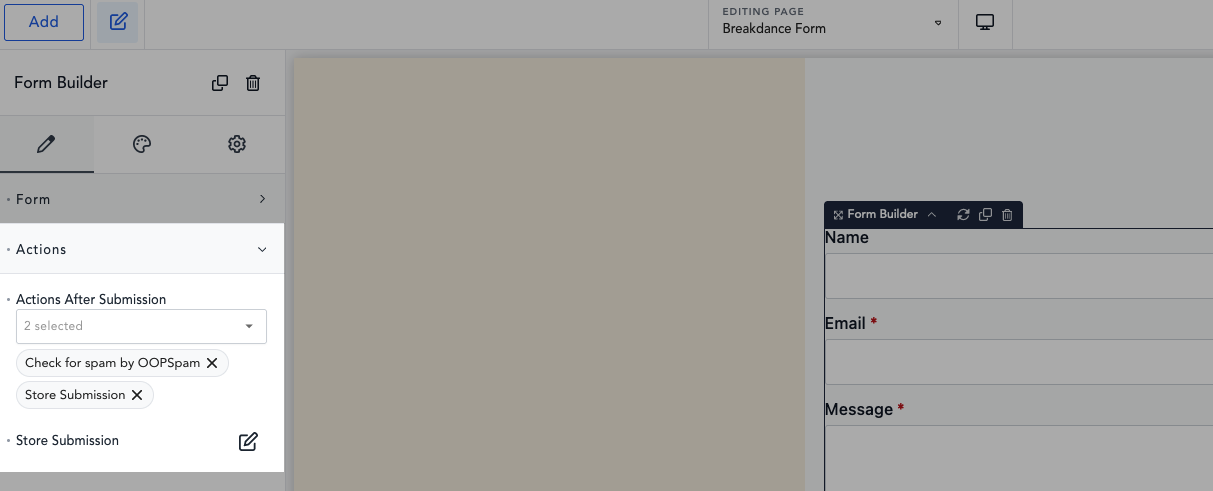 Add
EDITING PAGE
Breakdance Form
Form Builder
Form
Actions
Actions After Submission
2 selected
Check for spam by OOPSpam
Store Submission
Store Submission
Form Builder
Name
Email *
Message *